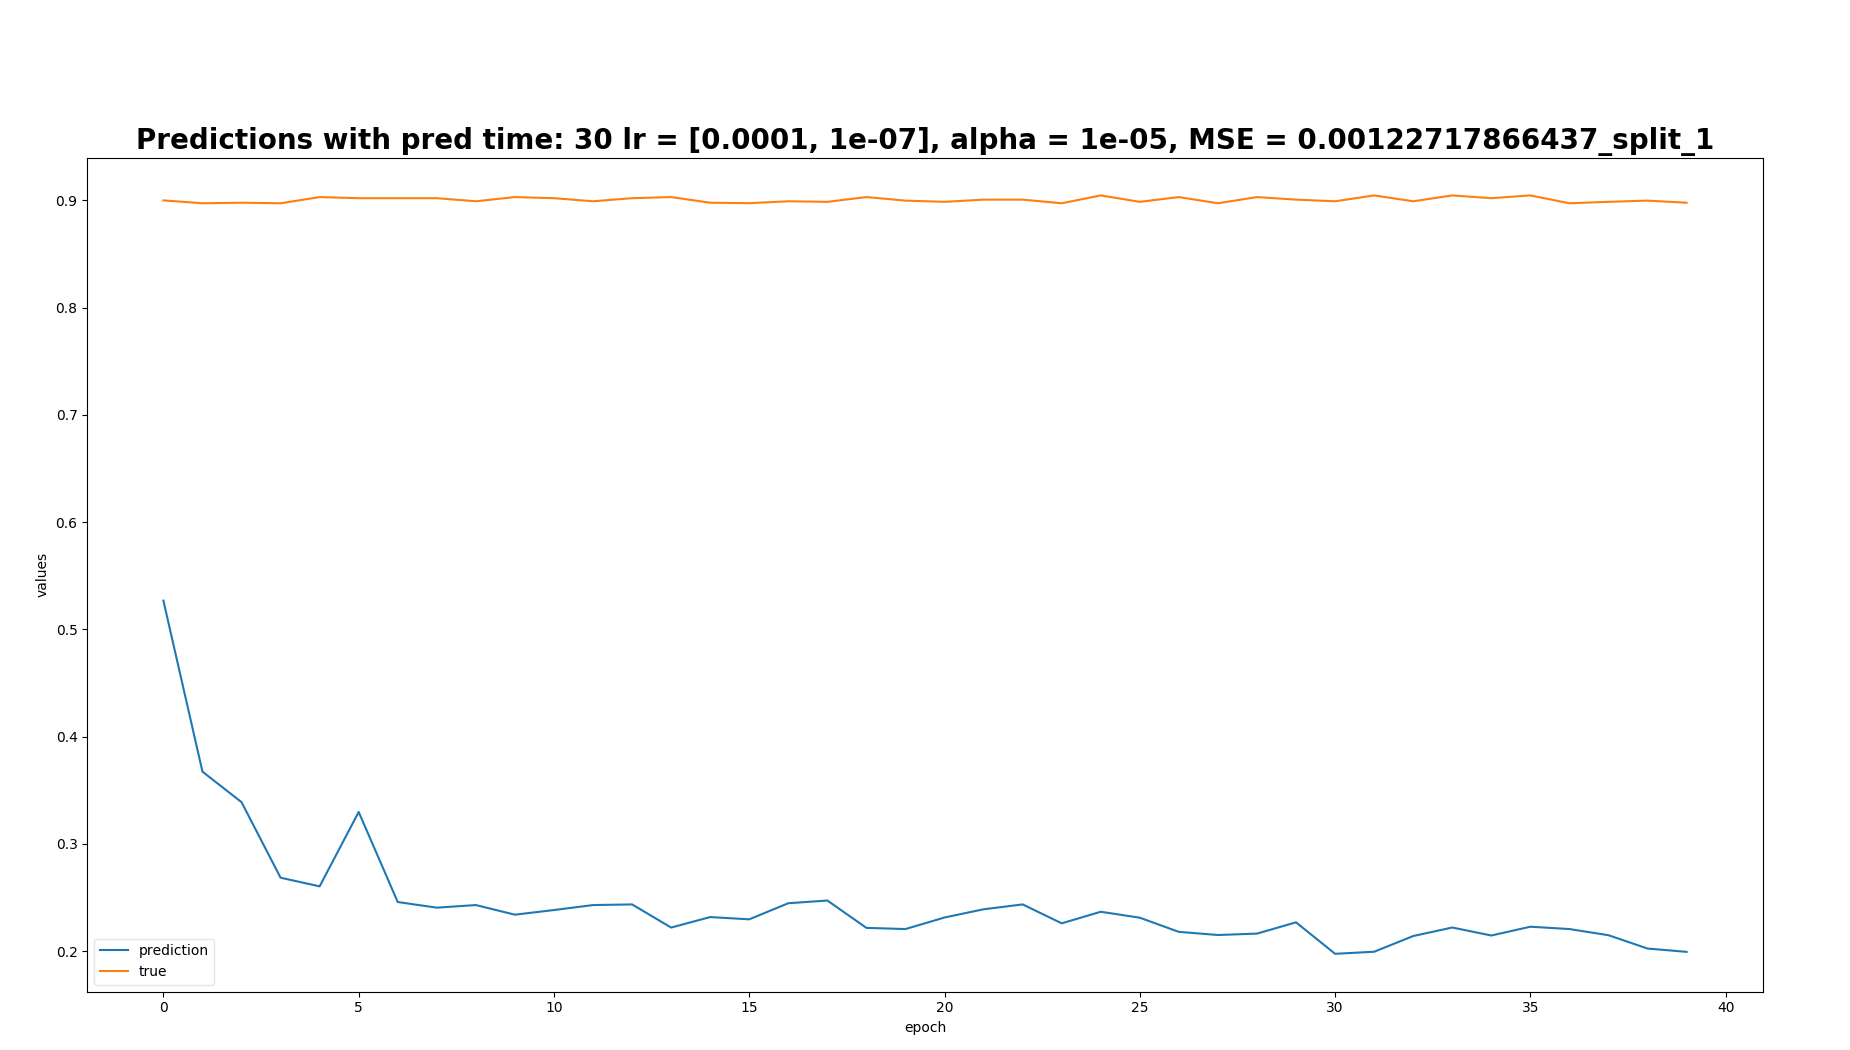 Predictions with pred time: 30 lr = [0.0001, 1e-07], alpha = 1e-05, MSE = 0.00122717866437_split_1
0.9
0.8
0.7
0.6
values
0.5
0.4
0.3
0.2
prediction
true
0 5 10 15 20 25 30 35 40
epoch